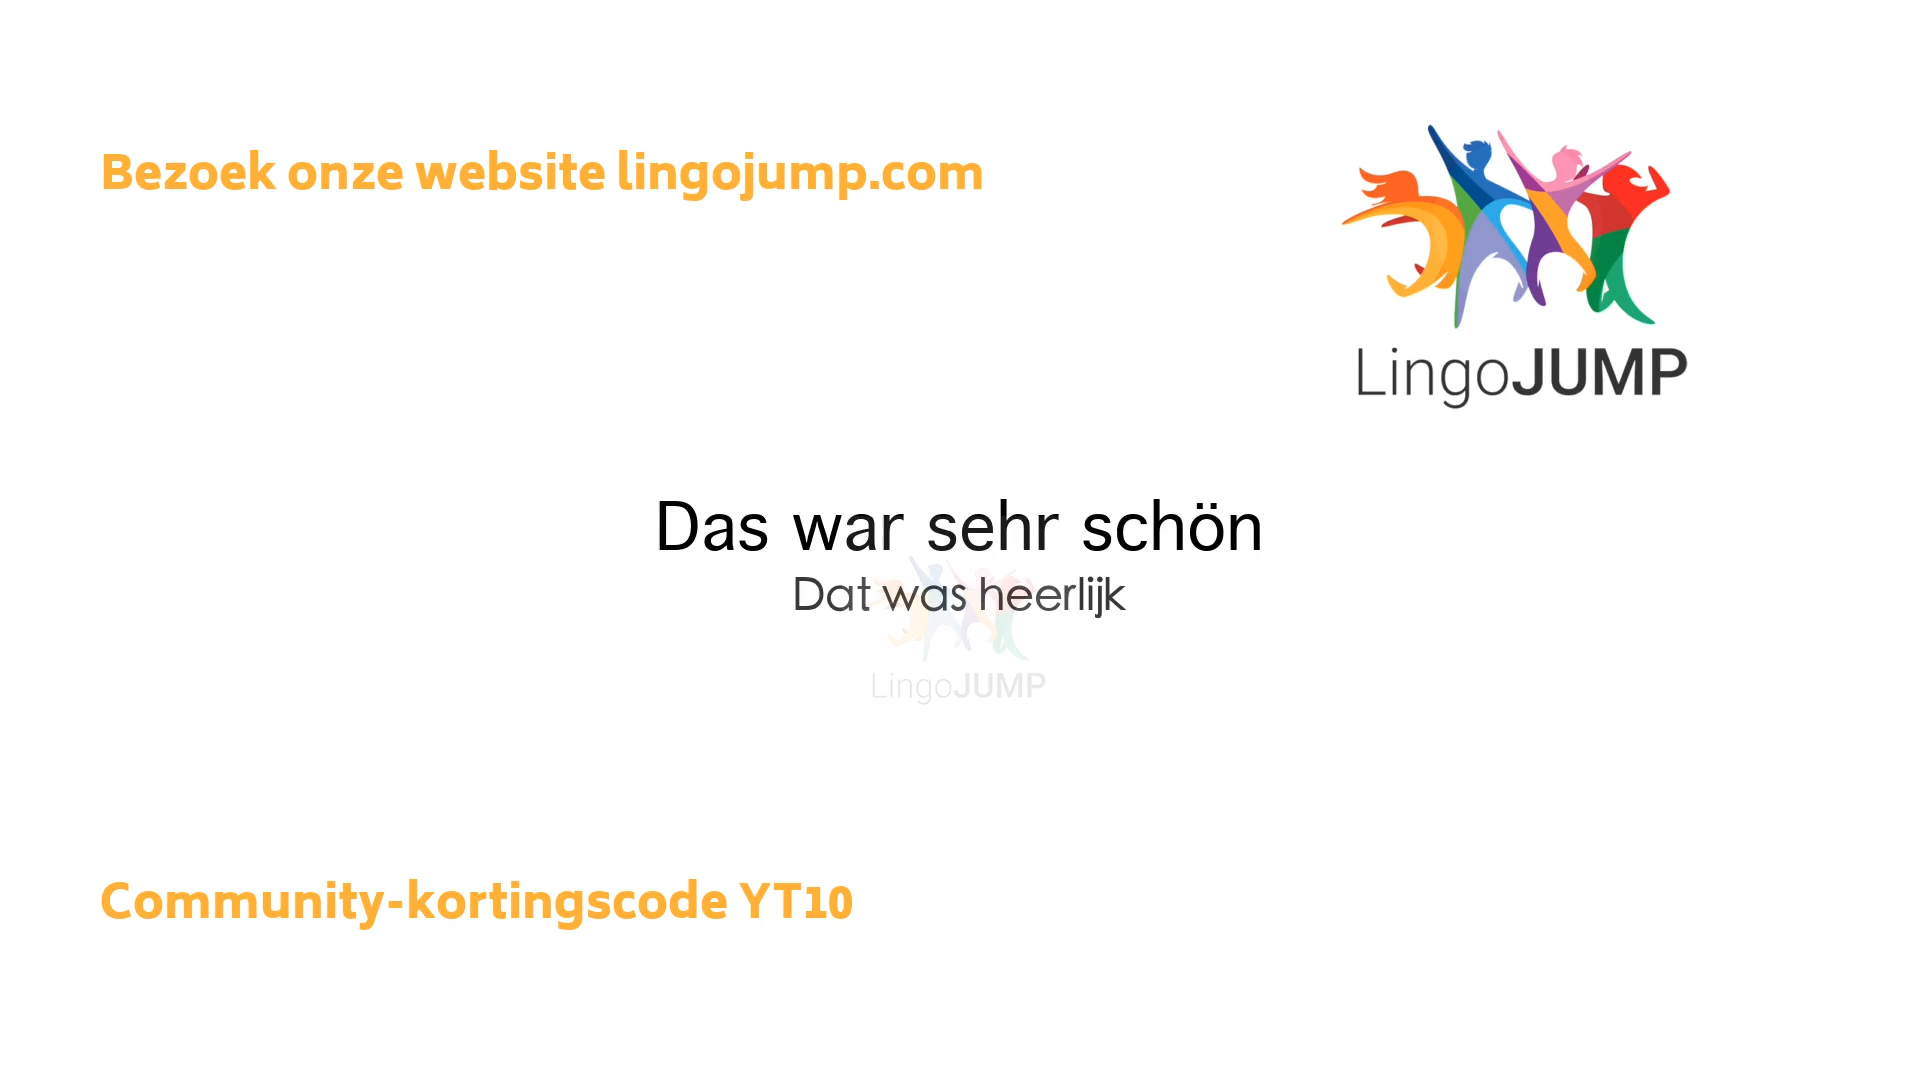 Bezoek onze website lingojump.com
LingoJUMP
Das war sehr schön
Dat was heerlijk
LingoJUMP
Community-kortingscode YT10